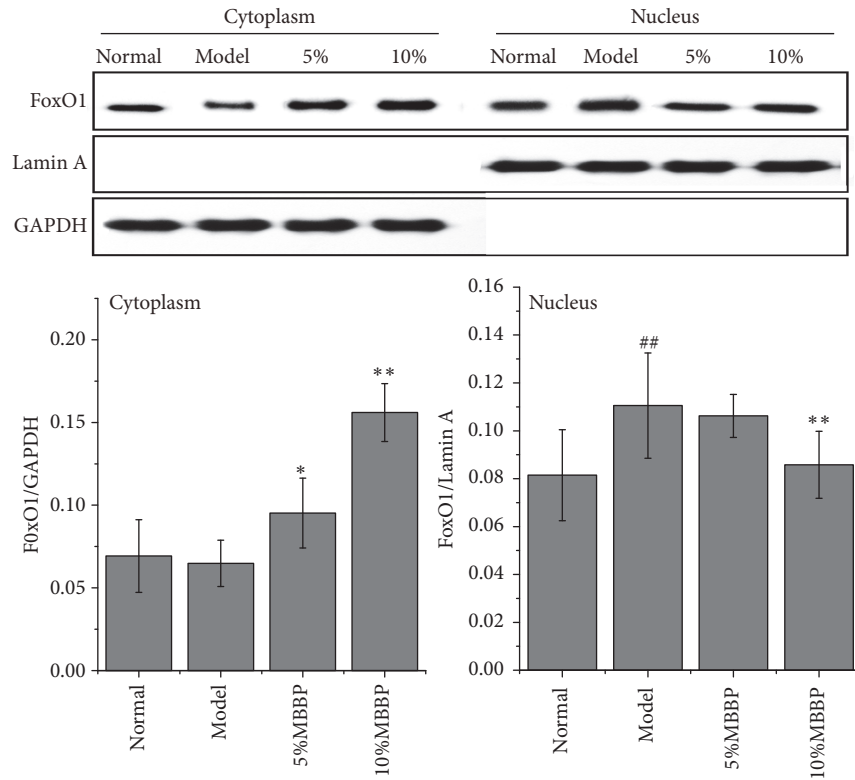 Cytoplasm Nucleus
Normal Model 5% 10% Normal Model 5% 10%
FoxO1
Lamin A
GAPDH
Cytoplasm
F0xO1/GAPDH
0.20
0.15
0.10
0.05
0.00
*
**
Normal
Model
5%MBBP
10%MBBP
Nucleus
FoxO1/Lamin A
0.16
0.14
0.12
0.10
0.08
0.06
0.04
0.02
0.00
##
**
Normal
Model
5%MBBP
10%MBBP